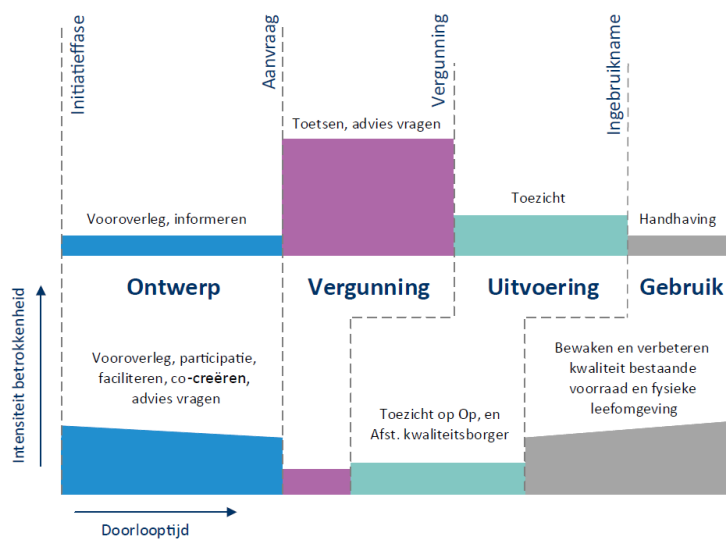 Initiatieffase
Aanvraag
Vergunning
Ingebruikname
Toetsen, advies vragen
Vooroverleg, informeren
Toezicht
Handhaving
Ontwerp
Vergunning
Uitvoering
Gebruik
Intensiteit betrokkenheid
Vooroverleg, participatie,
faciliteren, co-creëren,
advies vragen
Toezicht op Op, en
Afst. kwaliteitsborger
Bewaken en verbeteren
kwaliteit bestaande
voorraad en fysieke
leefomgeving
Doorlooptijd